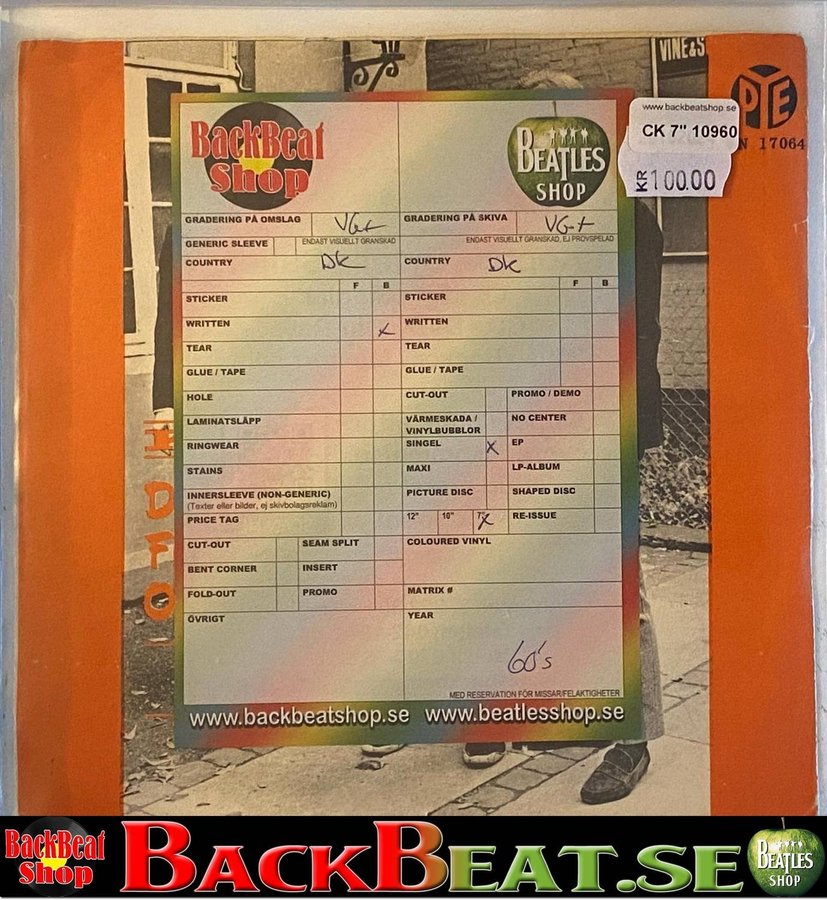 VINE&S
PYE
N 17064
www.backbeatshop.se
CK 7" 10960
KR 100.00
BackBeat
Shop
BEATLES
SHOP
GRADERING PÅ OMSLAG VG+ GRADERING PÅ SKIVA VG+
GENERIC SLEEVE ENDAST VISUELLT GRANSKAD ENDAST VISUELLT GRANSKAD, EJ PROVSPELAD
COUNTRY DK COUNTRY DK
F B F B
STICKER STICKER
WRITTEN x WRITTEN
TEAR TEAR
GLUE / TAPE GLUE / TAPE
HOLE CUT-OUT PROMO / DEMO
LAMINATSLÄPP VÄRMESKADA / VINYLBUBBLOR NO CENTER
RINGWEAR SINGEL x EP
STAINS MAXI LP-ALBUM
INNERSLEEVE (NON-GENERIC) PICTURE DISC SHAPED DISC
(Texter eller bilder, ej skivbolagsreklam)
PRICE TAG 12" 10" 7" x RE-ISSUE
CUT-OUT SEAM SPLIT COLOURED VINYL
BENT CORNER INSERT
FOLD-OUT PROMO MATRIX #
ÖVRIGT YEAR
60's
MED RESERVATION FÖR MISSAR/FELAKTIGHETER
www.backbeatshop.se www.beatlesshop.se
I
D
F
O
BackBeat
Shop
BACKBEAT.SE
BEATLES
SHOP